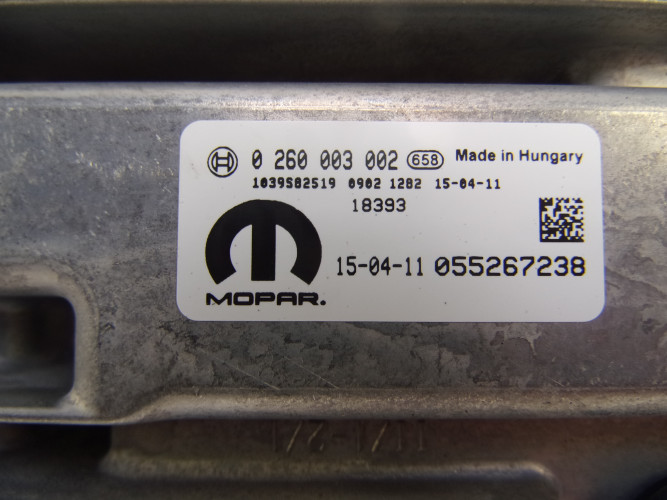 0 260 003 002 658 Made in Hungary
1039S82519 0902 1282 15-04-11
18393
15-04-11 055267238
MOPAR.